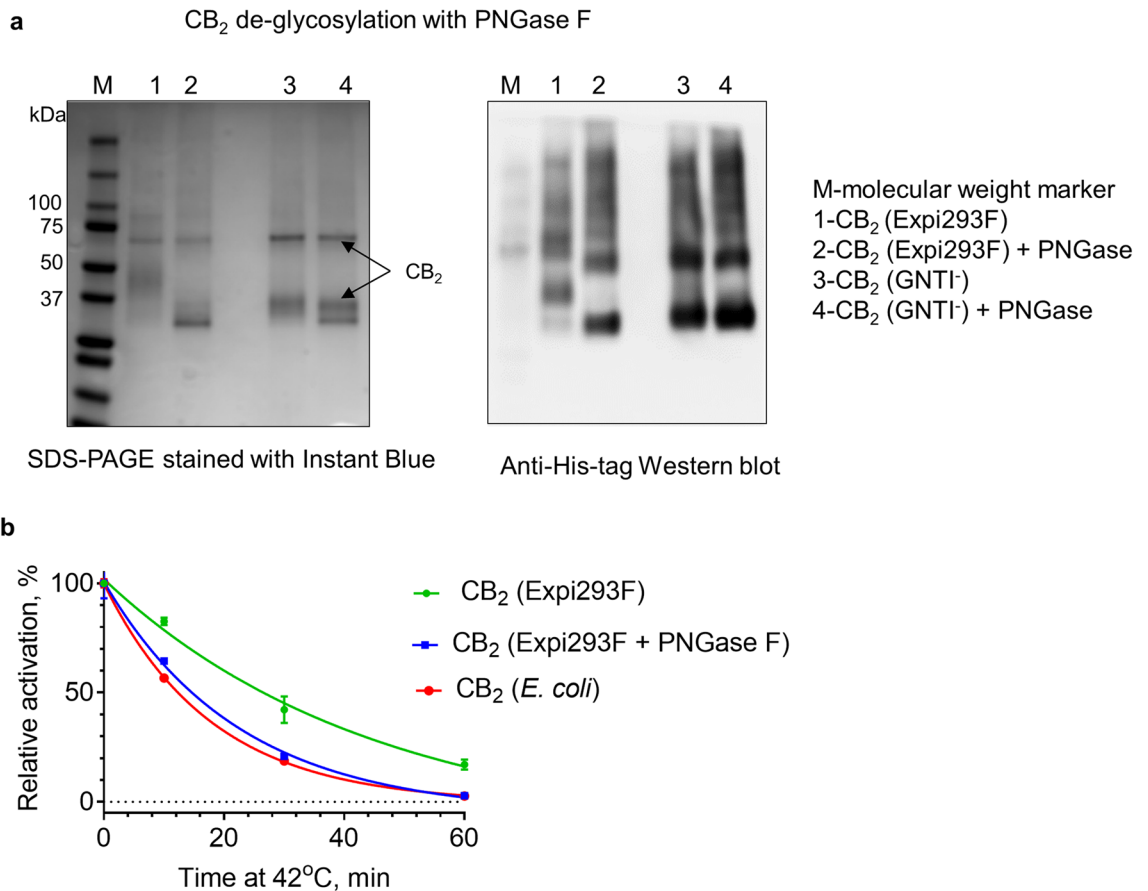 a
CB₂ de-glycosylation with PNGase F
M 1 2 3 4
kDa
100
75
50
37
CB₂
SDS-PAGE stained with Instant Blue
M 1 2 3 4
Anti-His-tag Western blot
M-molecular weight marker
1-CB₂ (Expi293F)
2-CB₂ (Expi293F) + PNGase
3-CB₂ (GNTI⁻)
4-CB₂ (GNTI⁻) + PNGase
b
Relative activation, %
100
50
0
0 20 40 60
Time at 42°C, min
CB₂ (Expi293F)
CB₂ (Expi293F + PNGase F)
CB₂ (E. coli)